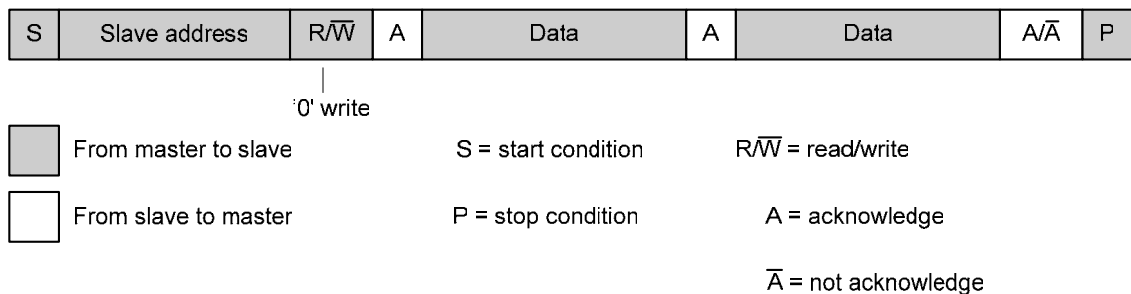 S Slave address R/W̅ A Data A Data A/A̅ P
'0' write
From master to slave S = start condition R/W̅ = read/write
From slave to master P = stop condition A = acknowledge
A̅ = not acknowledge